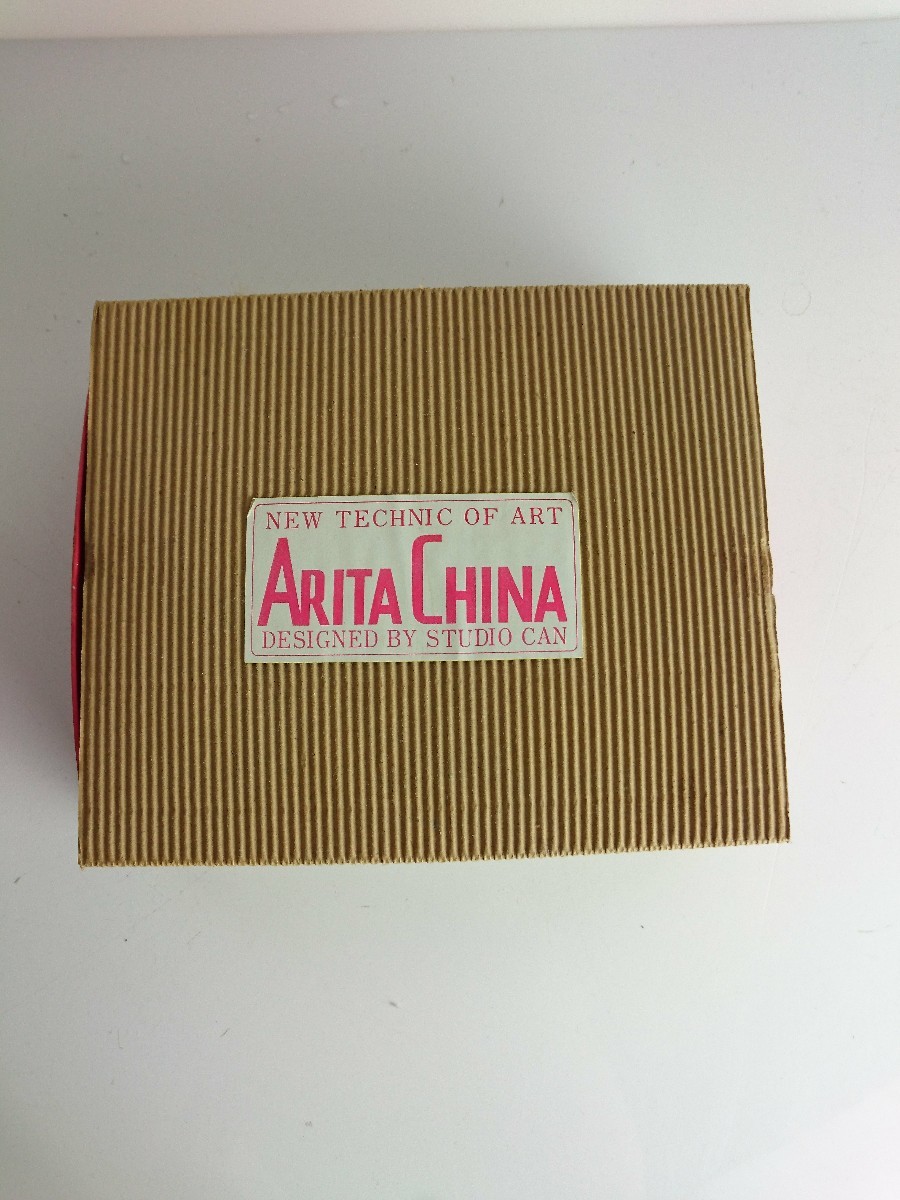 NEW TECHNIC OF ART
ARITA CHINA
DESIGNED BY STUDIO CAN